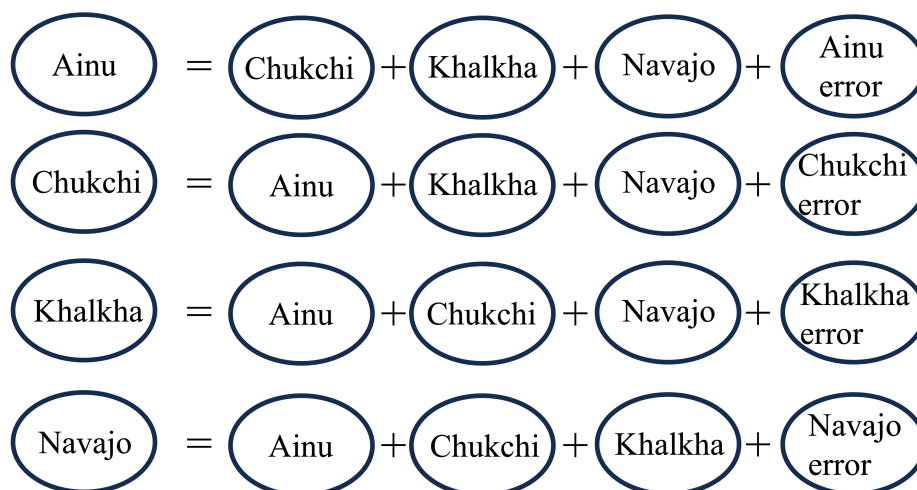 Ainu = Chukchi + Khalkha + Navajo + Ainu error
Chukchi = Ainu + Khalkha + Navajo + Chukchi error
Khalkha = Ainu + Chukchi + Navajo + Khalkha error
Navajo = Ainu + Chukchi + Khalkha + Navajo error